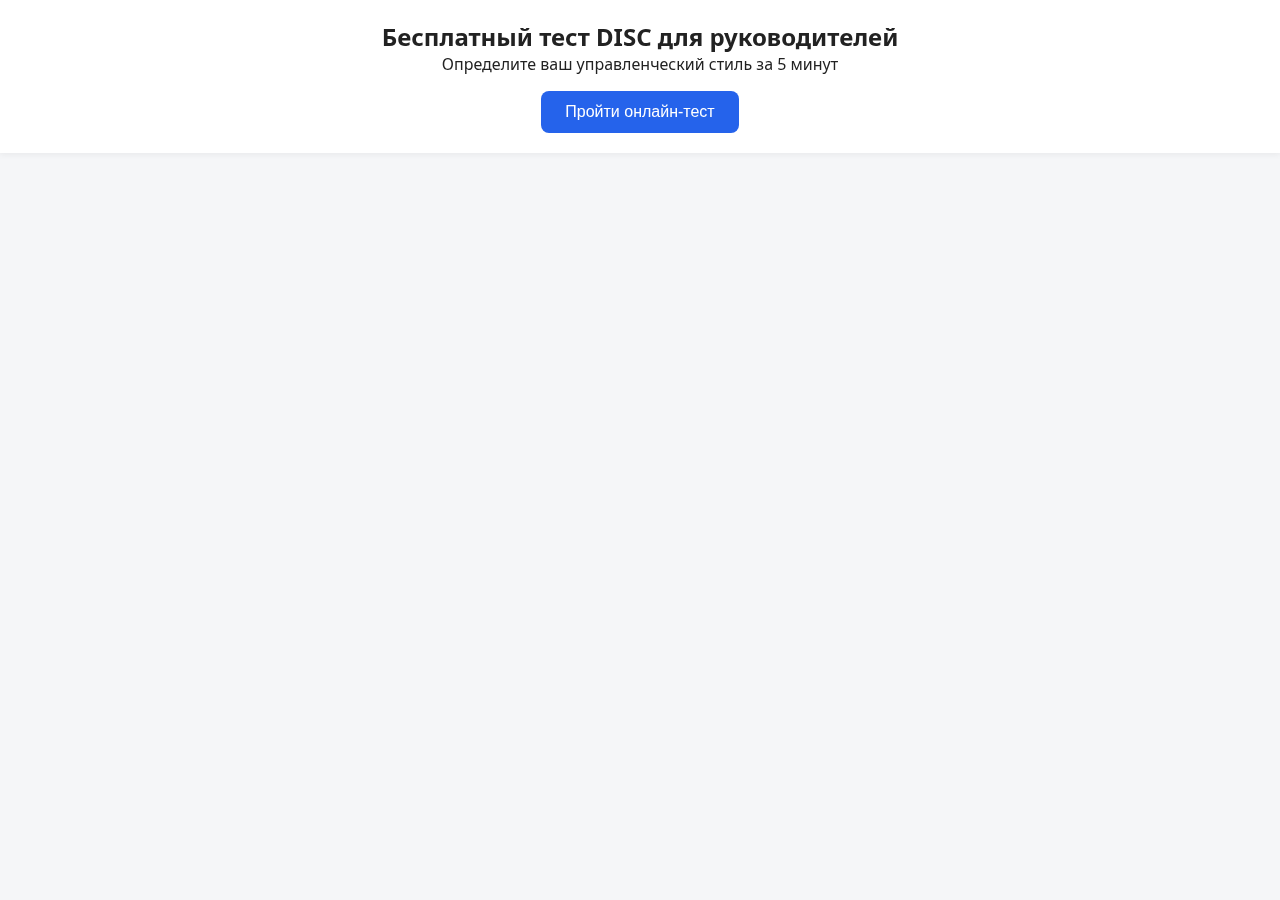 Бесплатный тест DISC для руководителей
Определите ваш управленческий стиль за 5 минут
Пройти онлайн-тест